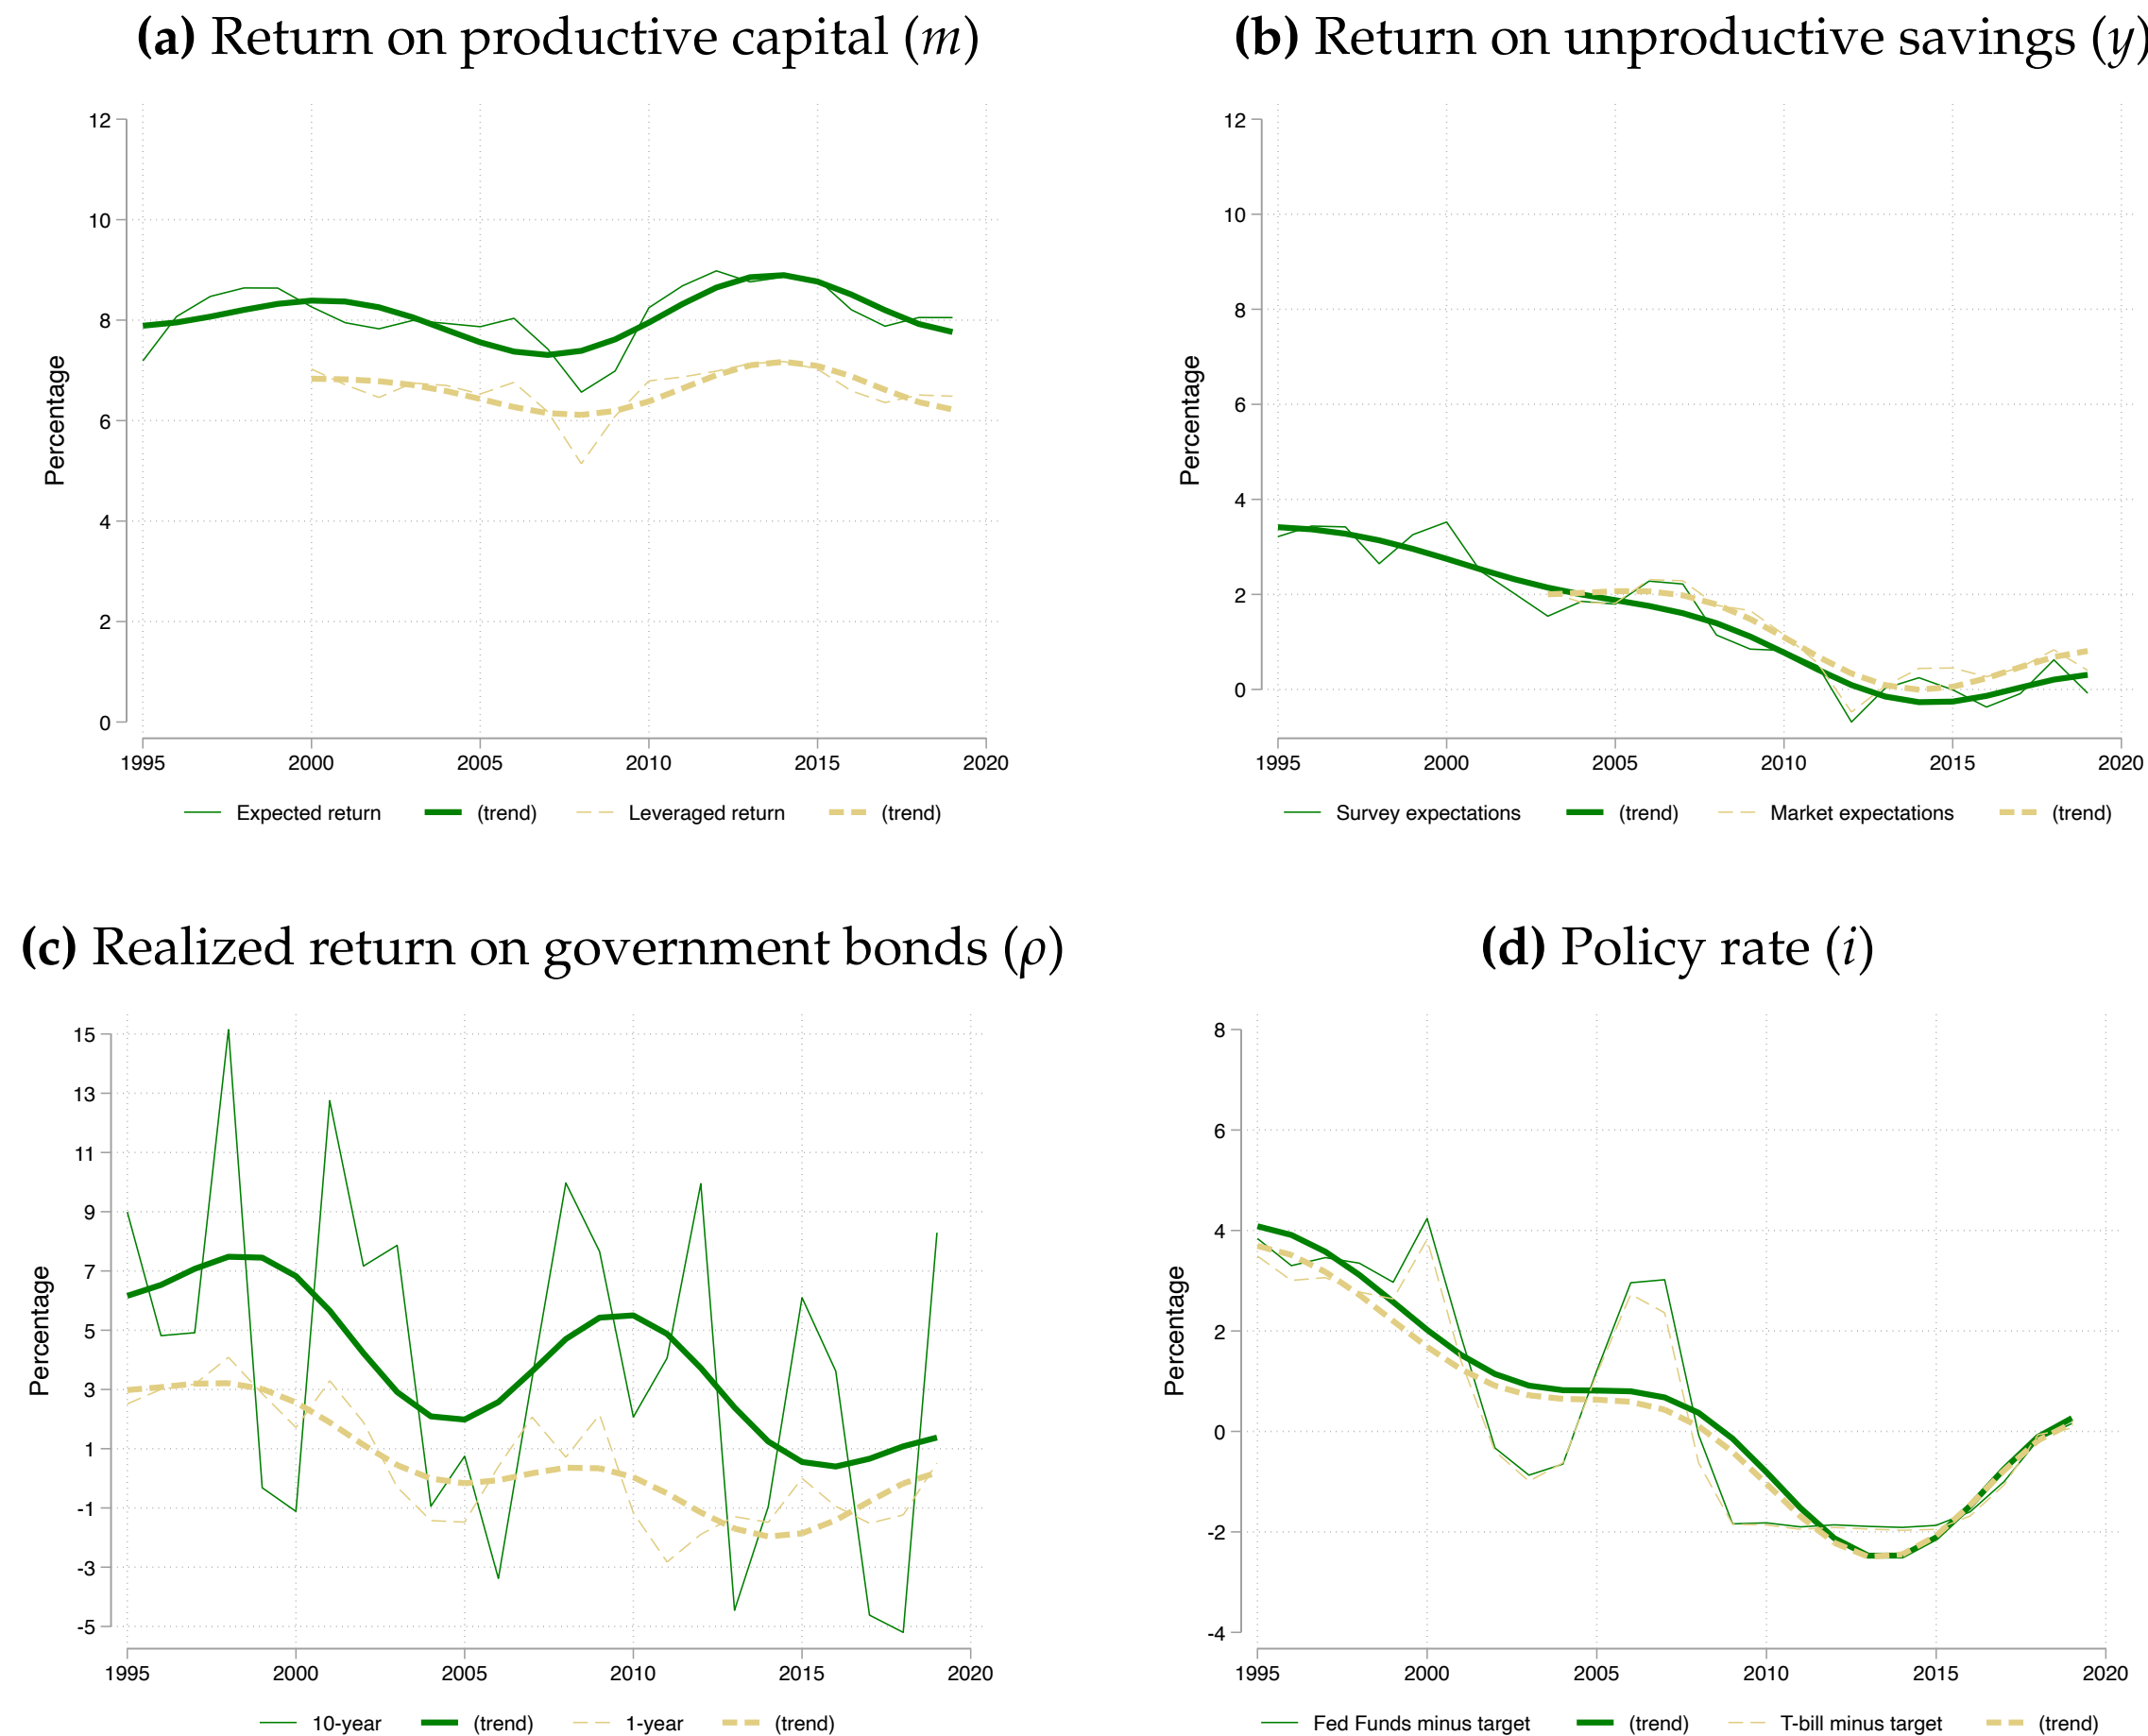 (a) Return on productive capital (m)
12
10
8
6
4
2
0
Percentage
1995 2000 2005 2010 2015 2020
Expected return (trend) Leveraged return (trend)
(b) Return on unproductive savings (y)
12
10
8
6
4
2
0
Percentage
1995 2000 2005 2010 2015 2020
Survey expectations (trend) Market expectations (trend)
(c) Realized return on government bonds (ρ)
15
13
11
9
7
5
3
1
-1
-3
-5
Percentage
1995 2000 2005 2010 2015 2020
10-year (trend) 1-year (trend)
(d) Policy rate (i)
8
6
4
2
0
-2
-4
Percentage
1995 2000 2005 2010 2015 2020
Fed Funds minus target (trend) T-bill minus target (trend)